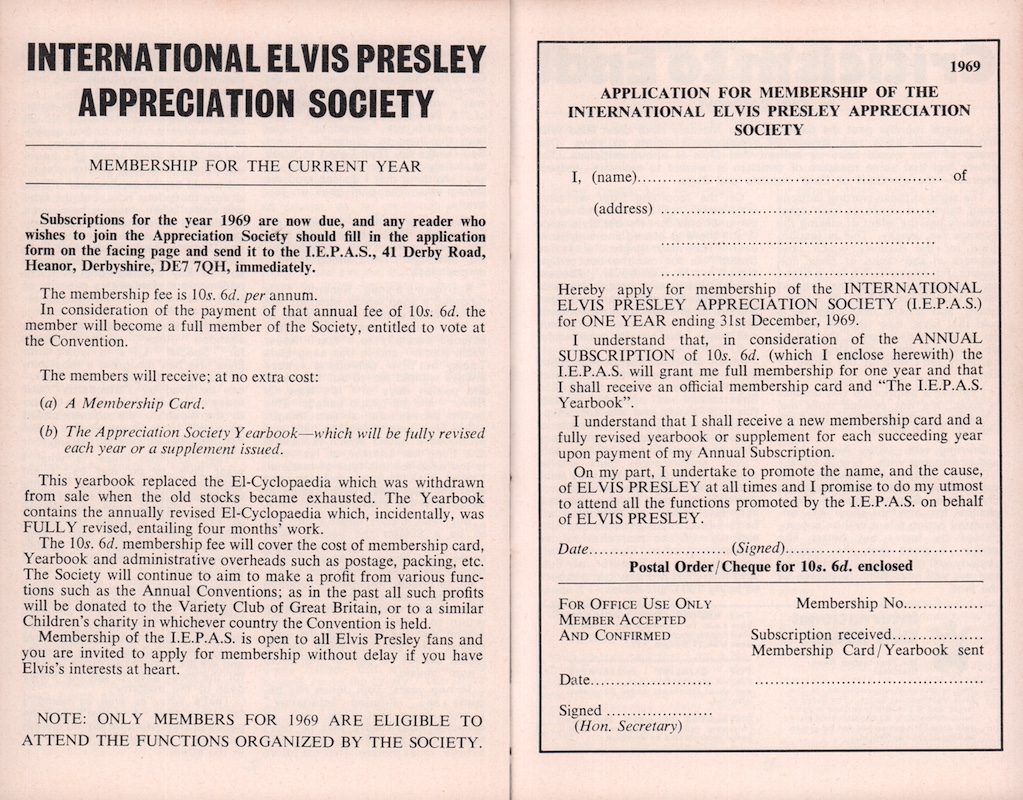 INTERNATIONAL ELVIS PRESLEY
APPRECIATION SOCIETY
MEMBERSHIP FOR THE CURRENT YEAR
Subscriptions for the year 1969 are now due, and any reader who
wishes to join the Appreciation Society should fill in the application
form on the facing page and send it to the I.E.P.A.S., 41 Derby Road,
Heanor, Derbyshire, DE7 7QH, immediately.
The membership fee is 10s. 6d. per annum.
In consideration of the payment of that annual fee of 10s. 6d. the
member will become a full member of the Society, entitled to vote at
the Convention.
The members will receive; at no extra cost:
(a) A Membership Card.
(b) The Appreciation Society Yearbook—which will be fully revised
each year or a supplement issued.
This yearbook replaced the El-Cyclopaedia which was withdrawn
from sale when the old stocks became exhausted. The Yearbook
contains the annually revised El-Cyclopaedia which, incidentally, was
FULLY revised, entailing four months' work.
The 10s. 6d. membership fee will cover the cost of membership card,
Yearbook and administrative overheads such as postage, packing, etc.
The Society will continue to aim to make a profit from various func-
tions such as the Annual Conventions; as in the past all such profits
will be donated to the Variety Club of Great Britain, or to a similar
Children's charity in whichever country the Convention is held.
Membership of the I.E.P.A.S. is open to all Elvis Presley fans and
you are invited to apply for membership without delay if you have
Elvis's interests at heart.
NOTE: ONLY MEMBERS FOR 1969 ARE ELIGIBLE TO
ATTEND THE FUNCTIONS ORGANIZED BY THE SOCIETY.
1969
APPLICATION FOR MEMBERSHIP OF THE
INTERNATIONAL ELVIS PRESLEY APPRECIATION
SOCIETY
I, (name)............................................................ of
(address) .......................................................
.......................................................
.......................................................
Hereby apply for membership of the INTERNATIONAL
ELVIS PRESLEY APPRECIATION SOCIETY (I.E.P.A.S.)
for ONE YEAR ending 31st December, 1969.
I understand that, in consideration of the ANNUAL
SUBSCRIPTION of 10s. 6d. (which I enclose herewith) the
I.E.P.A.S. will grant me full membership for one year and that
I shall receive an official membership card and "The I.E.P.A.S.
Yearbook".
I understand that I shall receive a new membership card and a
fully revised yearbook or supplement for each succeeding year
upon payment of my Annual Subscription.
On my part, I undertake to promote the name, and the cause,
of ELVIS PRESLEY at all times and I promise to do my utmost
to attend all the functions promoted by the I.E.P.A.S. on behalf
of ELVIS PRESLEY.
Date........................... (Signed).......................................
Postal Order/Cheque for 10s. 6d. enclosed
FOR OFFICE USE ONLY Membership No................
MEMBER ACCEPTED
AND CONFIRMED Subscription received..................
Membership Card/Yearbook sent
Date........................ ..............................................
Signed .....................
(Hon. Secretary)